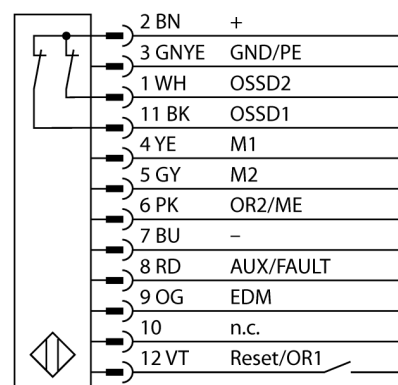 2 BN +
3 GNYE GND/PE
1 WH OSSD2
11 BK OSSD1
4 YE M1
5 GY M2
6 PK OR2/ME
7 BU –
8 RD AUX/FAULT
9 OG EDM
10 n.c.
12 VT Reset/OR1